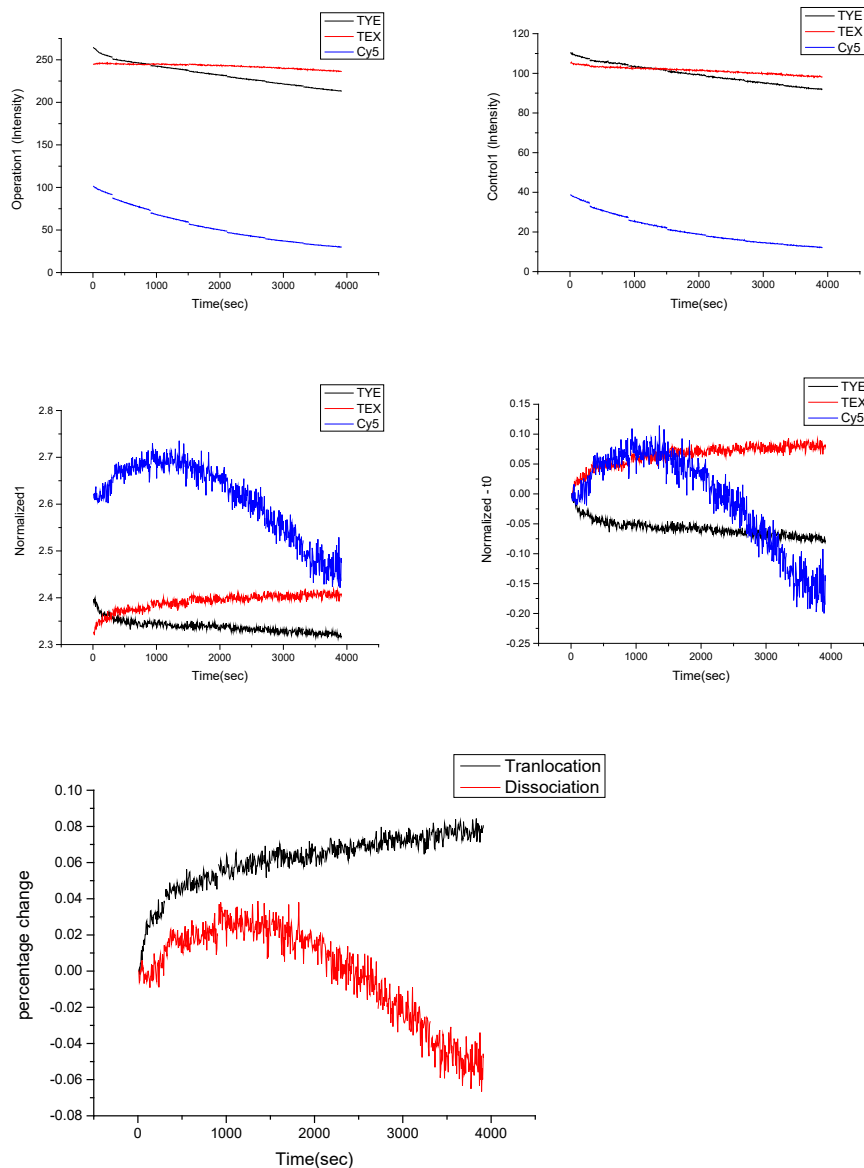 TYE
TEX
Cy5
250
200
150
100
50
0
Operation1 (Intensity)
0 1000 2000 3000 4000
Time(sec)
TYE
TEX
Cy5
120
100
80
60
40
20
0
Control1 (Intensity)
0 1000 2000 3000 4000
Time(sec)
TYE
TEX
Cy5
2.8
2.7
2.6
2.5
2.4
2.3
Normalized1
0 1000 2000 3000 4000
Time(sec)
TYE
TEX
Cy5
0.15
0.10
0.05
0.00
-0.05
-0.10
-0.15
-0.20
-0.25
Normalized - t0
0 1000 2000 3000 4000
Time(sec)
Tranlocation
Dissociation
0.10
0.08
0.06
0.04
0.02
0.00
-0.02
-0.04
-0.06
-0.08
percentage change
0 1000 2000 3000 4000
Time(sec)